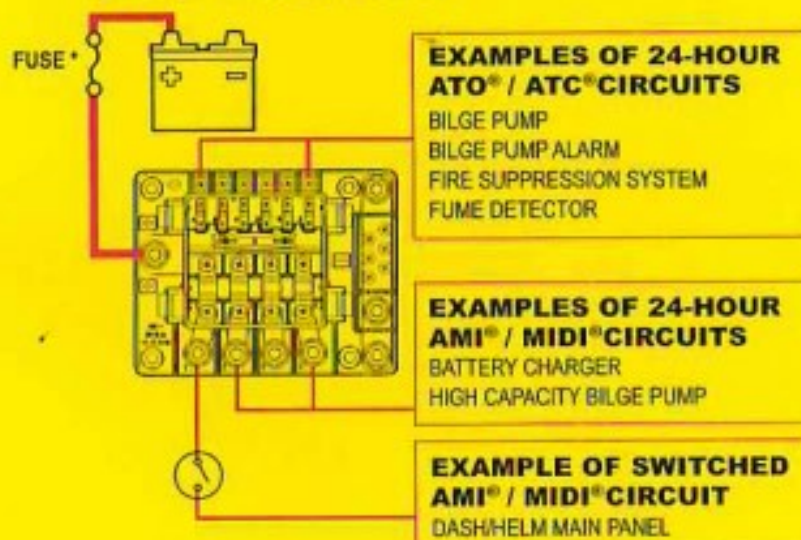 FUSE*
EXAMPLES OF 24-HOUR
ATO® / ATC® CIRCUITS
BILGE PUMP
BILGE PUMP ALARM
FIRE SUPPRESSION SYSTEM
FUME DETECTOR
EXAMPLES OF 24-HOUR
AMI® / MIDI® CIRCUITS
BATTERY CHARGER
HIGH CAPACITY BILGE PUMP
EXAMPLE OF SWITCHED
AMI® / MIDI® CIRCUIT
DASH/HELM MAIN PANEL